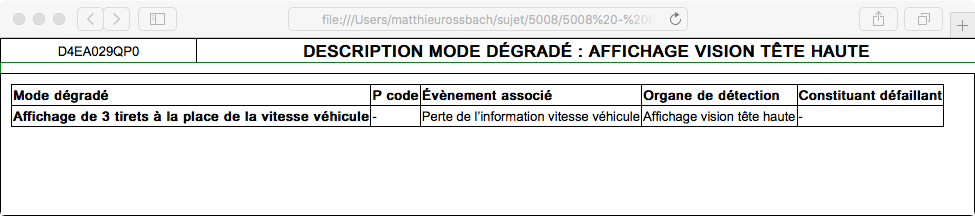 file:///Users/matthieurossbach/sujet/5008/5008%20-%20
D4EA029QP0 DESCRIPTION MODE DÉGRADÉ : AFFICHAGE VISION TÊTE HAUTE
Mode dégradé P code Évènement associé Organe de détection Constituant défaillant
Affichage de 3 tirets à la place de la vitesse véhicule - Perte de l'information vitesse véhicule Affichage vision tête haute -